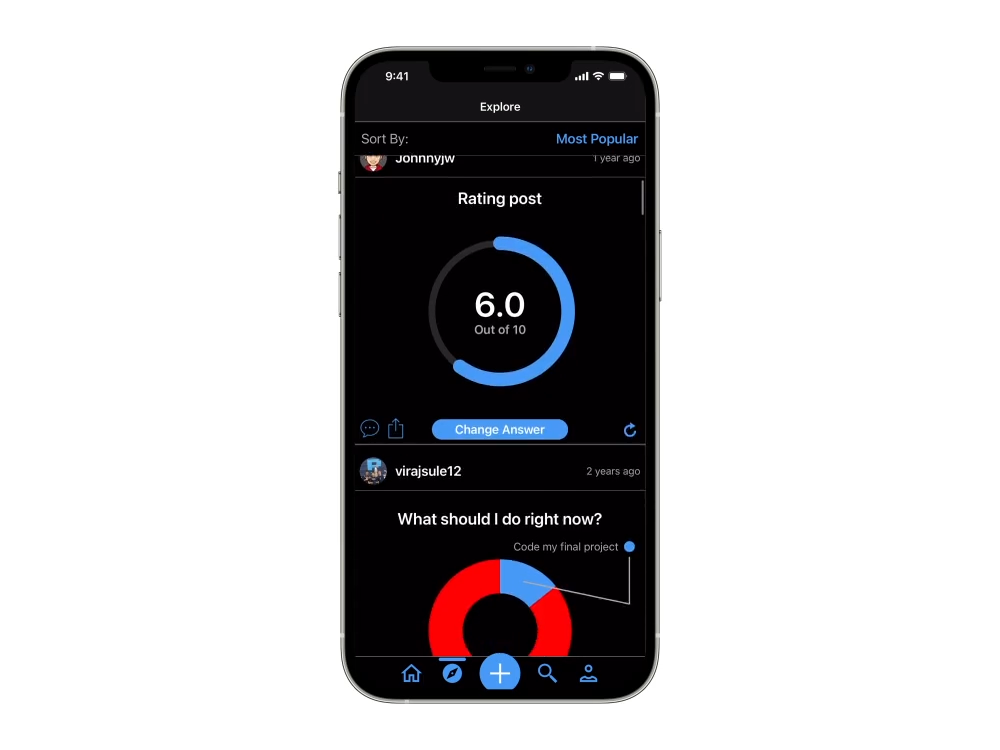 9:41
Explore
Sort By:
Most Popular
Jonnnyjw
1 year ago
Rating post
6.0
Out of 10
Change Answer
virajsule12
2 years ago
What should I do right now?
Code my final project